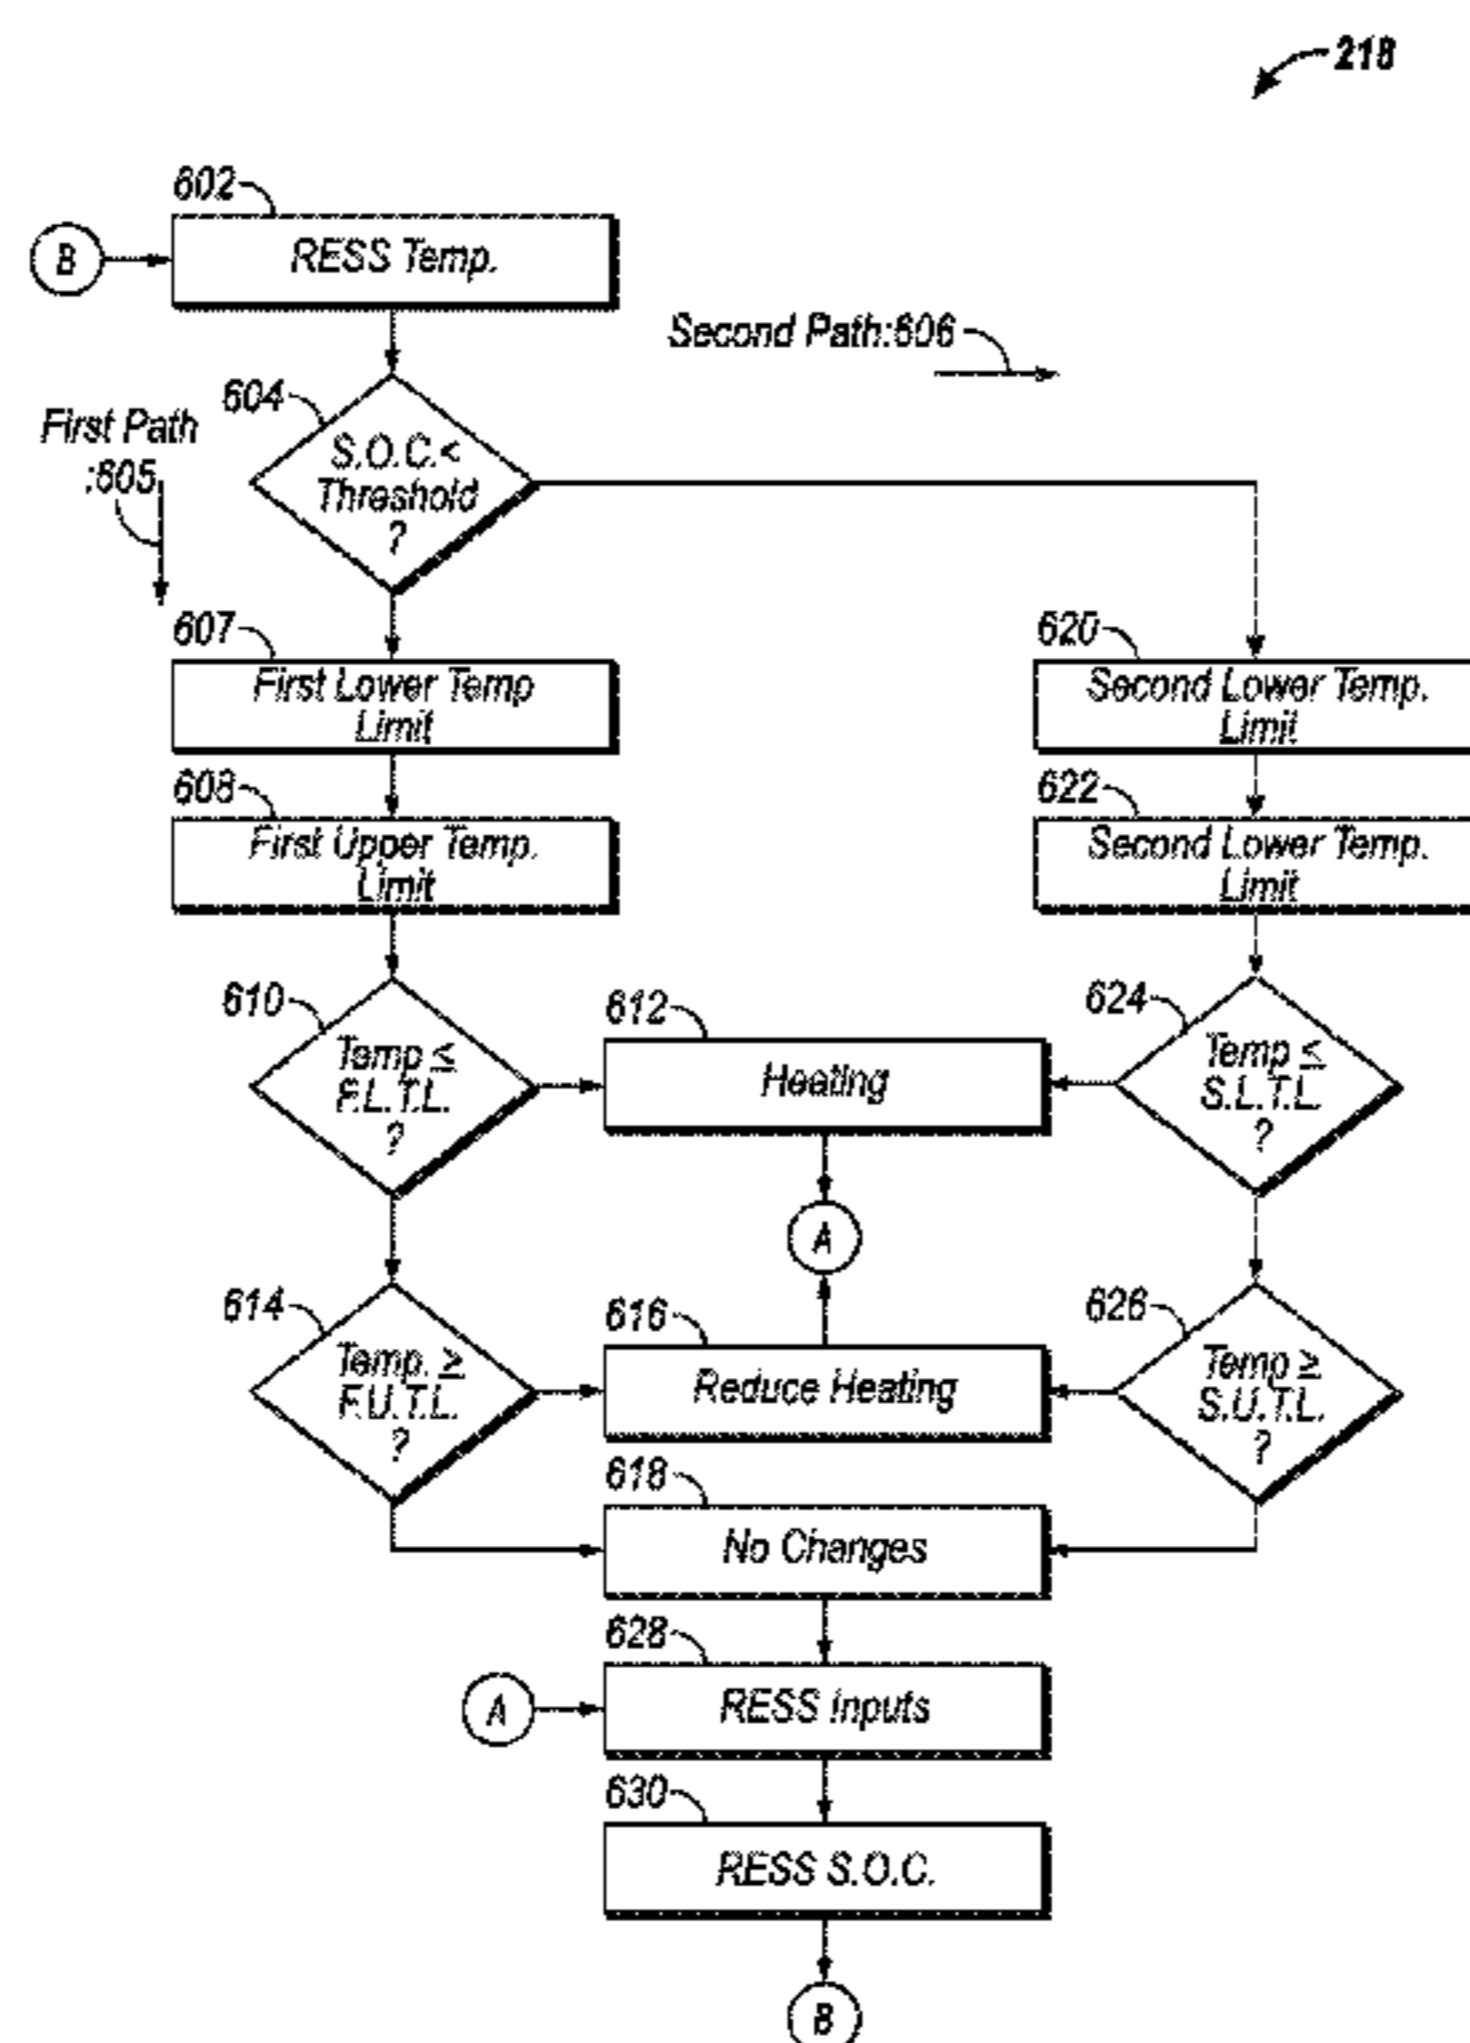 218
602
B
RESS Temp.
Second Path:606
604
First Path
:605
S.O.C.<
Threshold
?
607
First Lower Temp
Limit
620
Second Lower Temp.
Limit
608
First Upper Temp.
Limit
622
Second Lower Temp.
Limit
610
Temp ≤
F.L.T.L.
?
612
Heating
624
Temp ≤
S.L.T.L.
?
A
614
Temp. ≥
F.U.T.L.
?
616
Reduce Heating
626
Temp ≥
S.U.T.L.
?
618
No Changes
628
A
RESS Inputs
630
RESS S.O.C.
B